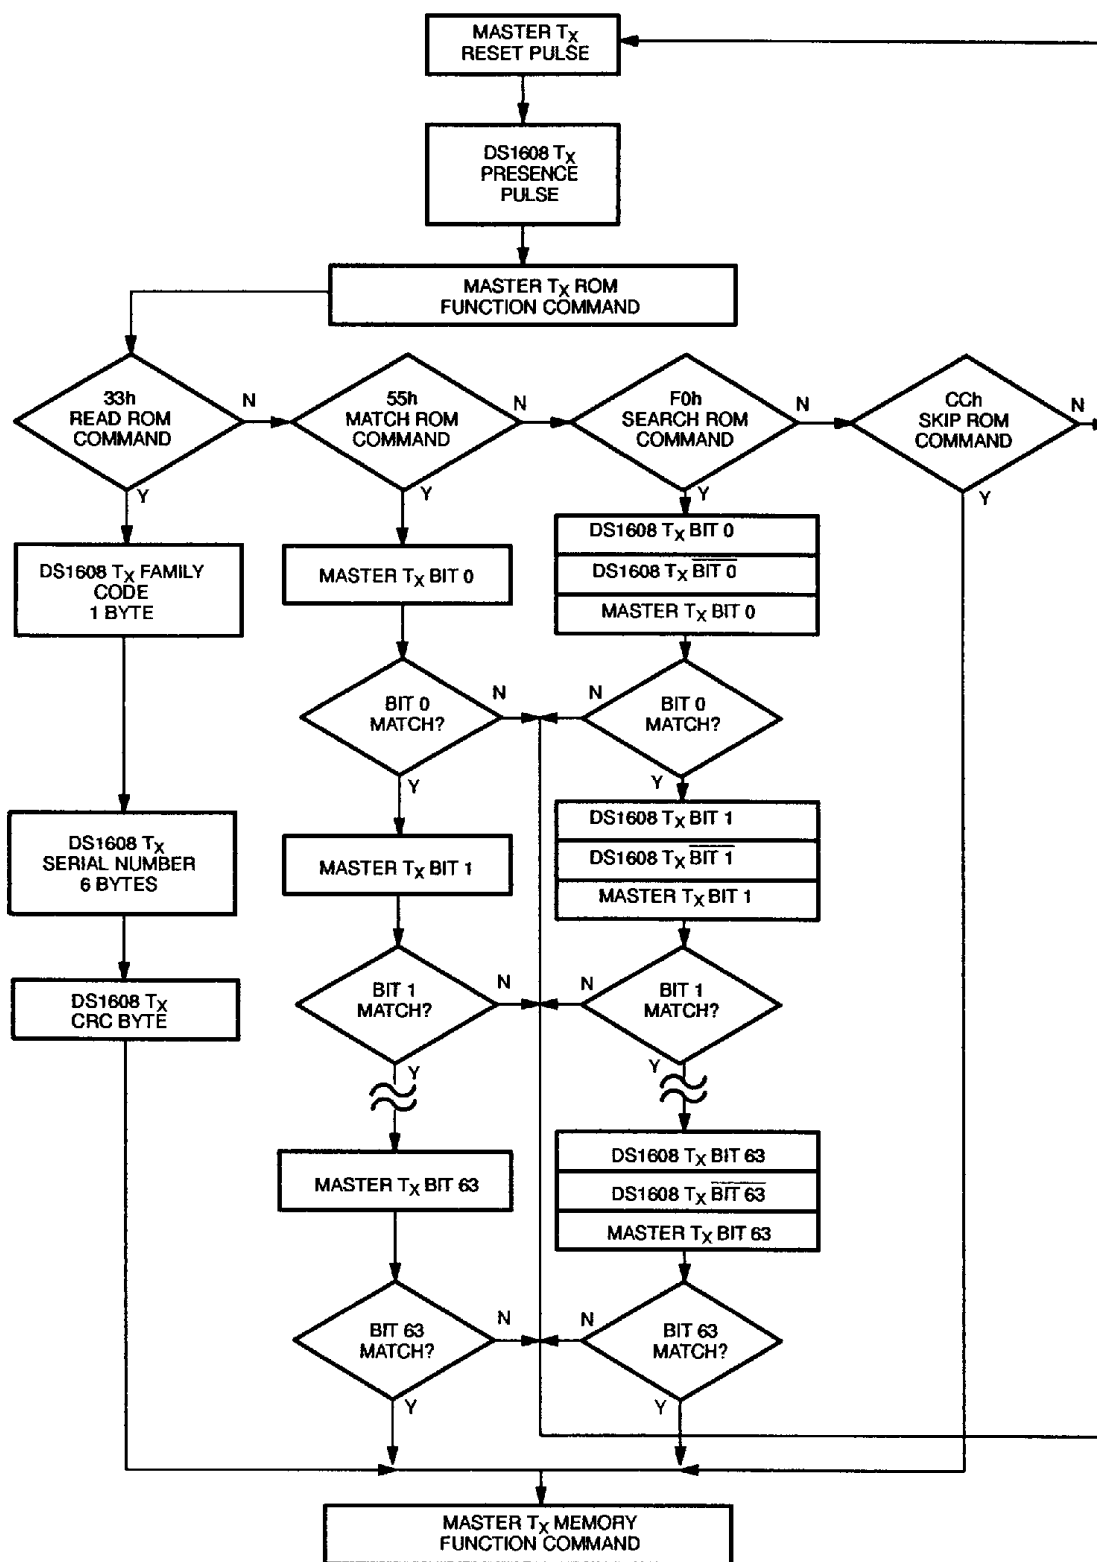 MASTER TX
RESET PULSE
DS1608 TX
PRESENCE
PULSE
MASTER TX ROM
FUNCTION COMMAND
33h
READ ROM
COMMAND
N
Y
55h
MATCH ROM
COMMAND
N
Y
F0h
SEARCH ROM
COMMAND
N
Y
CCh
SKIP ROM
COMMAND
N
Y
DS1608 TX FAMILY
CODE
1 BYTE
DS1608 TX
SERIAL NUMBER
6 BYTES
DS1608 TX
CRC BYTE
MASTER TX BIT 0
BIT 0
MATCH?
N
Y
MASTER TX BIT 1
BIT 1
MATCH?
N
Y
MASTER TX BIT 63
BIT 63
MATCH?
N
Y
DS1608 TX BIT 0
DS1608 TX B̅I̅T̅ ̅0̅
MASTER TX BIT 0
BIT 0
MATCH?
N
Y
DS1608 TX BIT 1
DS1608 TX B̅I̅T̅ ̅1̅
MASTER TX BIT 1
BIT 1
MATCH?
N
Y
DS1608 TX BIT 63
DS1608 TX B̅I̅T̅ ̅6̅3̅
MASTER TX BIT 63
BIT 63
MATCH?
N
Y
MASTER TX MEMORY
FUNCTION COMMAND